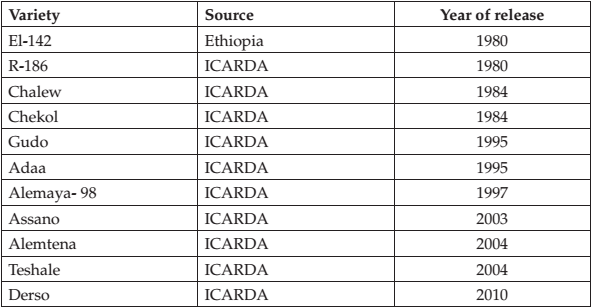 Variety Source Year of release
El-142 Ethiopia 1980
R-186 ICARDA 1980
Chalew ICARDA 1984
Chekol ICARDA 1984
Gudo ICARDA 1995
Adaa ICARDA 1995
Alemaya- 98 ICARDA 1997
Assano ICARDA 2003
Alemtena ICARDA 2004
Teshale ICARDA 2004
Derso ICARDA 2010